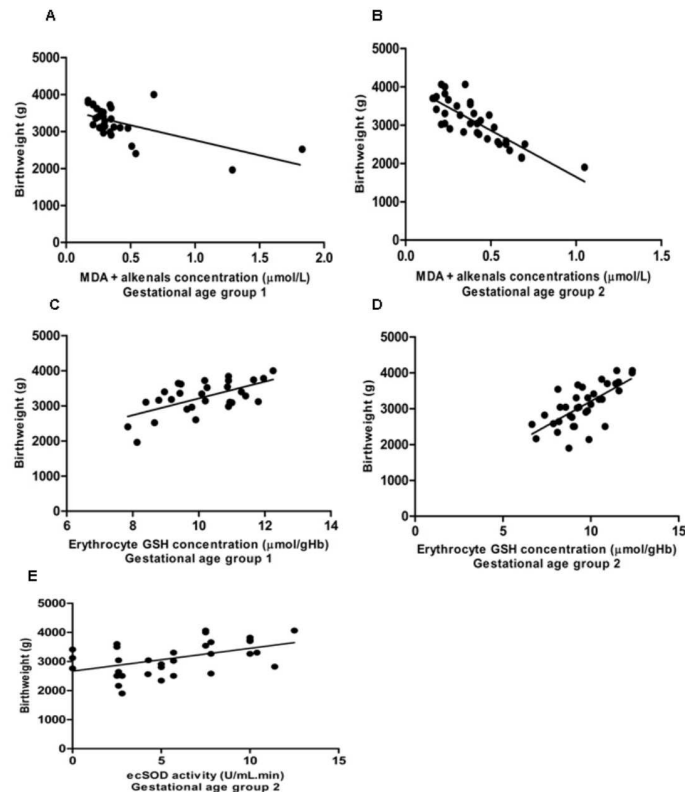 A
Birthweight (g)
5000
4000
3000
2000
1000
0
0.0 0.5 1.0 1.5 2.0
MDA + alkenals concentration (μmol/L)
Gestational age group 1
B
Birthweight (g)
5000
4000
3000
2000
1000
0
0.0 0.5 1.0 1.5
MDA + alkenals concentrations (μmol/L)
Gestational age group 2
C
Birthweight (g)
5000
4000
3000
2000
1000
0
6 8 10 12 14
Erythrocyte GSH concentration (μmol/gHb)
Gestational age group 1
D
Birthweight (g)
5000
4000
3000
2000
1000
0
0 5 10 15
Erythrocyte GSH concentration (μmol/gHb)
Gestational age group 2
E
Birthweight (g)
5000
4000
3000
2000
1000
0
0 5 10 15
ecSOD activity (U/mL.min)
Gestational age group 2